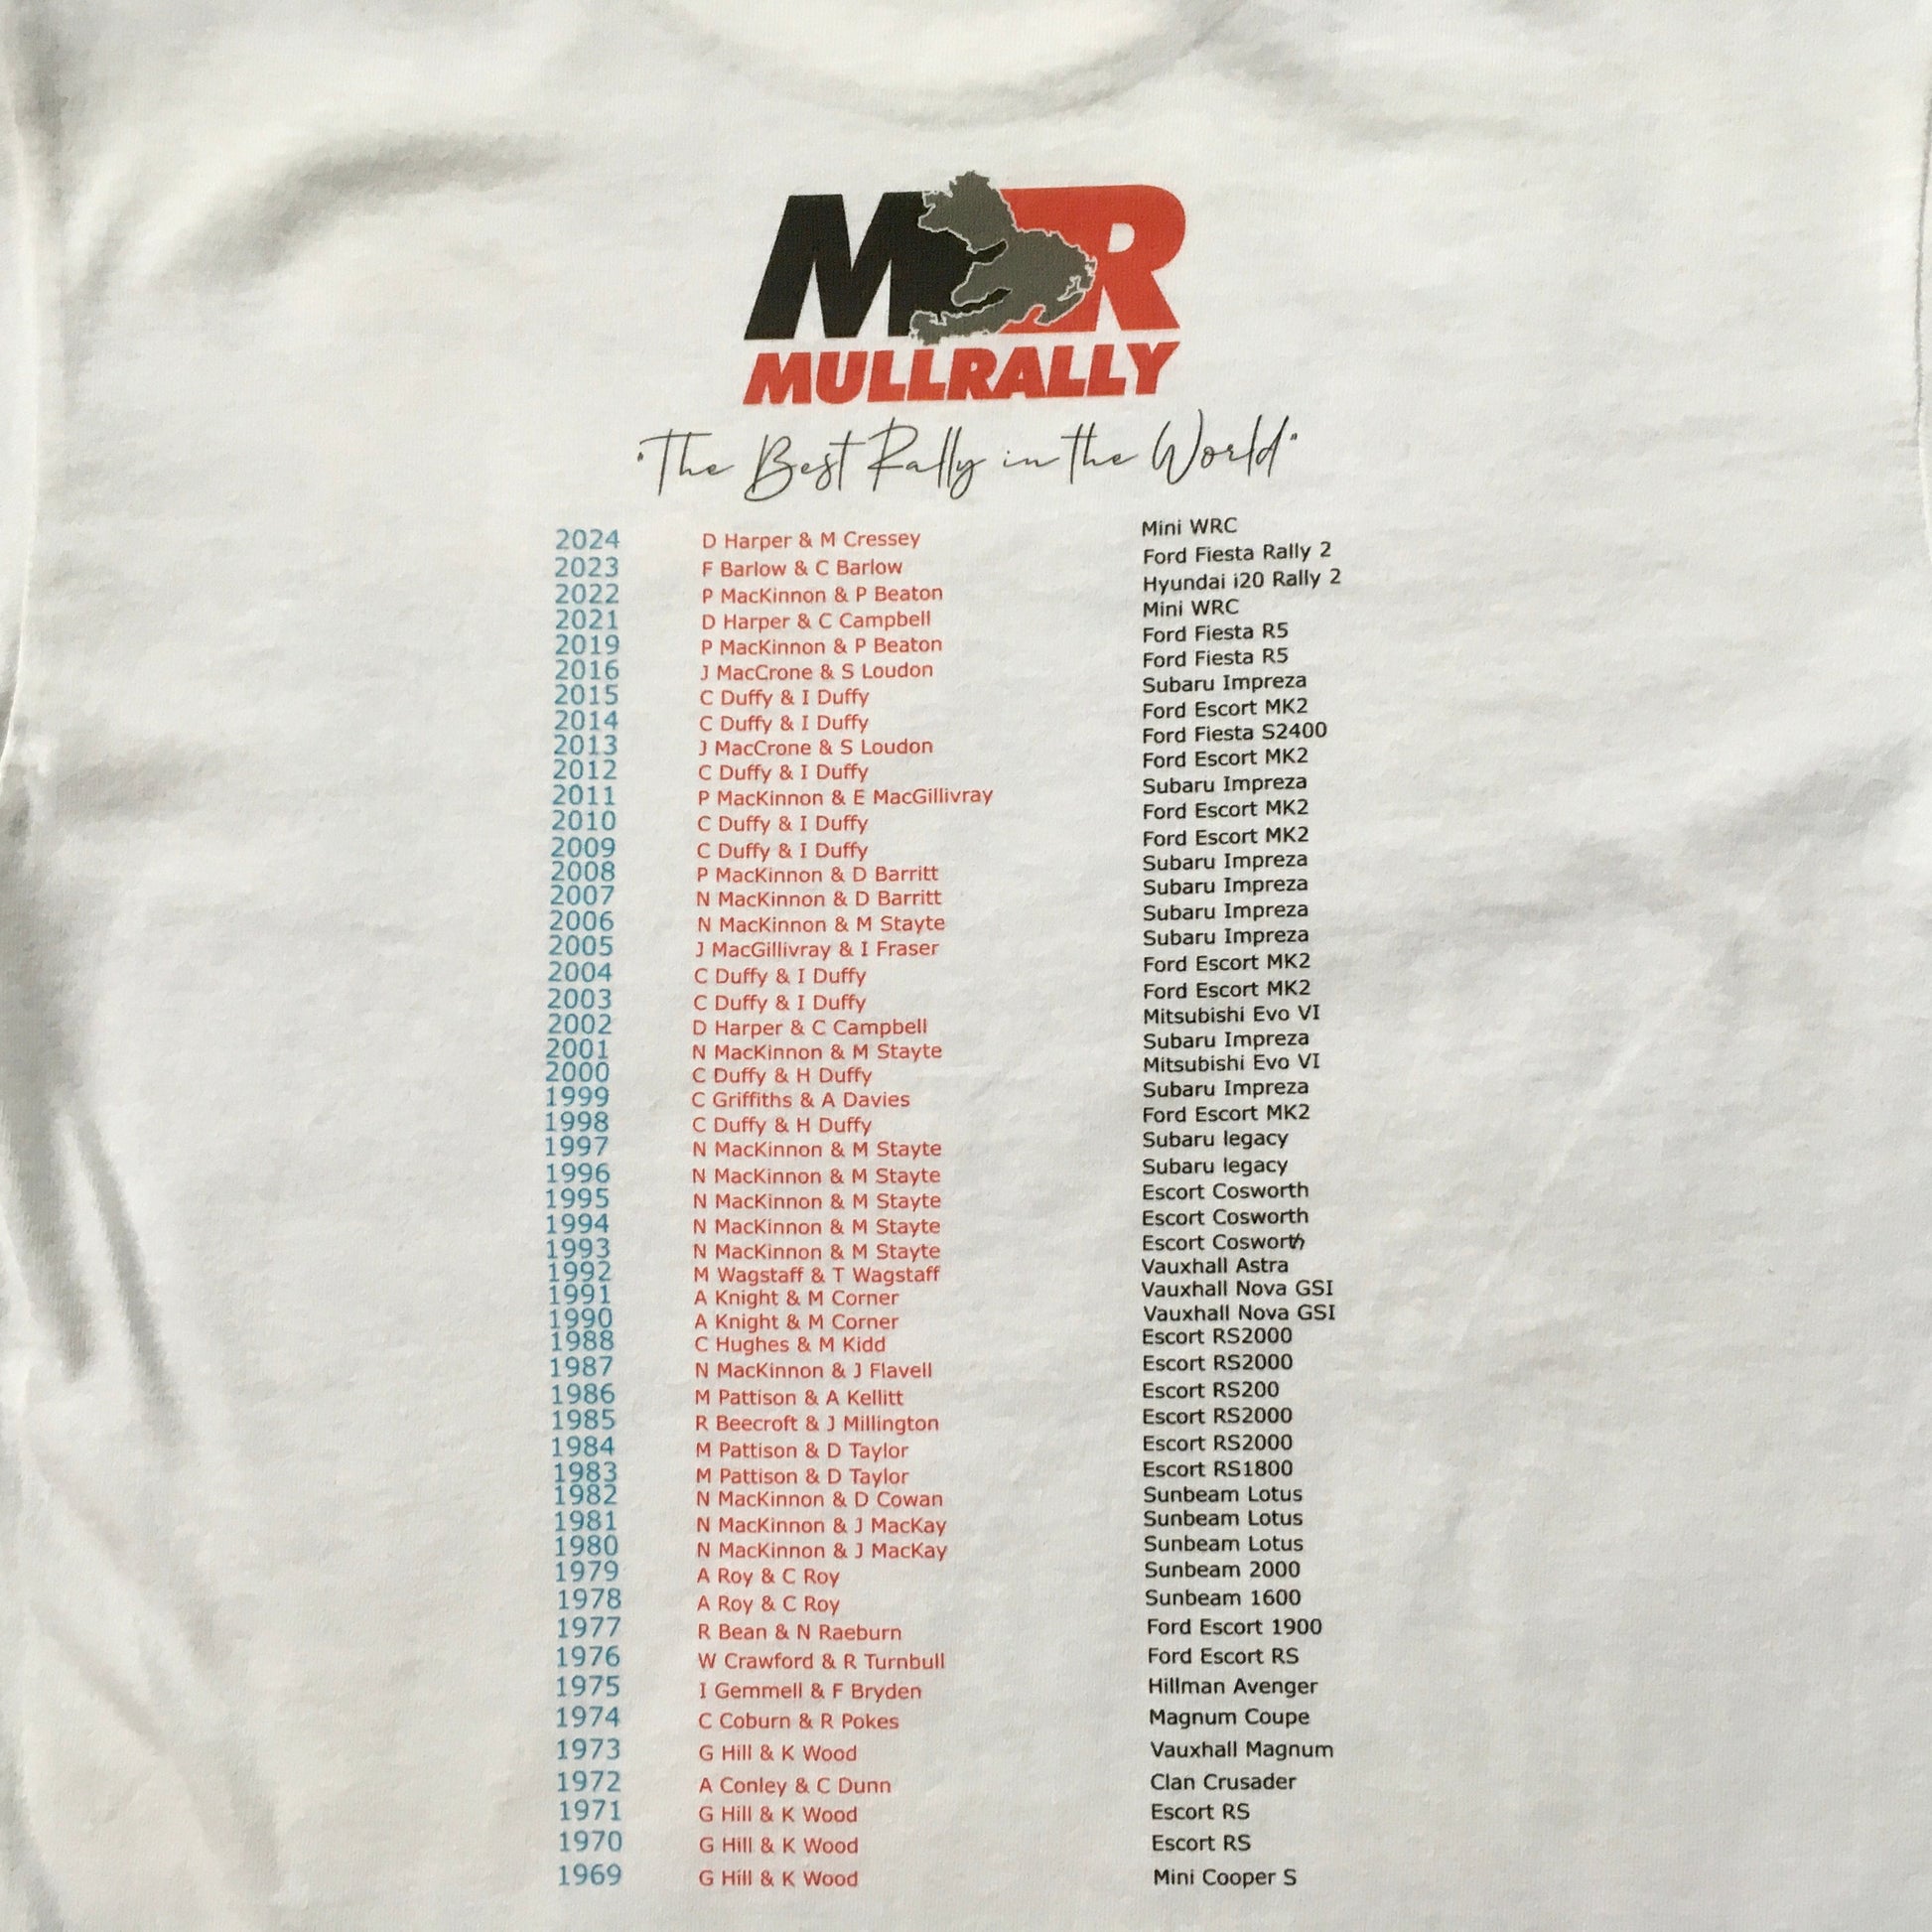 MR
MULLRALLY
"The Best Rally in the World"
2024 D Harper & M Cressey Mini WRC
2023 F Barlow & C Barlow Ford Fiesta Rally 2
2022 P MacKinnon & P Beaton Hyundai i20 Rally 2
2021 D Harper & C Campbell Mini WRC
2019 P MacKinnon & P Beaton Ford Fiesta R5
2016 J MacCrone & S Loudon Ford Fiesta R5
2015 C Duffy & I Duffy Subaru Impreza
2014 C Duffy & I Duffy Ford Escort MK2
2013 J MacCrone & S Loudon Ford Fiesta S2400
2012 C Duffy & I Duffy Ford Escort MK2
2011 P MacKinnon & E MacGillivray Subaru Impreza
2010 C Duffy & I Duffy Ford Escort MK2
2009 C Duffy & I Duffy Ford Escort MK2
2008 P MacKinnon & D Barritt Subaru Impreza
2007 N MacKinnon & D Barritt Subaru Impreza
2006 N MacKinnon & M Stayte Subaru Impreza
2005 J MacGillivray & I Fraser Subaru Impreza
2004 C Duffy & I Duffy Ford Escort MK2
2003 C Duffy & I Duffy Ford Escort MK2
2002 D Harper & C Campbell Mitsubishi Evo VI
2001 N MacKinnon & M Stayte Subaru Impreza
2000 C Duffy & H Duffy Mitsubishi Evo VI
1999 C Griffiths & A Davies Subaru Impreza
1998 C Duffy & H Duffy Ford Escort MK2
1997 N MacKinnon & M Stayte Subaru legacy
1996 N MacKinnon & M Stayte Subaru legacy
1995 N MacKinnon & M Stayte Escort Cosworth
1994 N MacKinnon & M Stayte Escort Cosworth
1993 N MacKinnon & M Stayte Escort Cosworth
1992 M Wagstaff & T Wagstaff Vauxhall Astra
1991 A Knight & M Corner Vauxhall Nova GSI
1990 A Knight & M Corner Vauxhall Nova GSI
1988 C Hughes & M Kidd Escort RS2000
1987 N MacKinnon & J Flavell Escort RS2000
1986 M Pattison & A Kellitt Escort RS200
1985 R Beecroft & J Millington Escort RS2000
1984 M Pattison & D Taylor Escort RS2000
1983 M Pattison & D Taylor Escort RS1800
1982 N MacKinnon & D Cowan Sunbeam Lotus
1981 N MacKinnon & J MacKay Sunbeam Lotus
1980 N MacKinnon & J MacKay Sunbeam Lotus
1979 A Roy & C Roy Sunbeam 2000
1978 A Roy & C Roy Sunbeam 1600
1977 R Bean & N Raeburn Ford Escort 1900
1976 W Crawford & R Turnbull Ford Escort RS
1975 I Gemmell & F Bryden Hillman Avenger
1974 C Coburn & R Pokes Magnum Coupe
1973 G Hill & K Wood Vauxhall Magnum
1972 A Conley & C Dunn Clan Crusader
1971 G Hill & K Wood Escort RS
1970 G Hill & K Wood Escort RS
1969 G Hill & K Wood Mini Cooper S